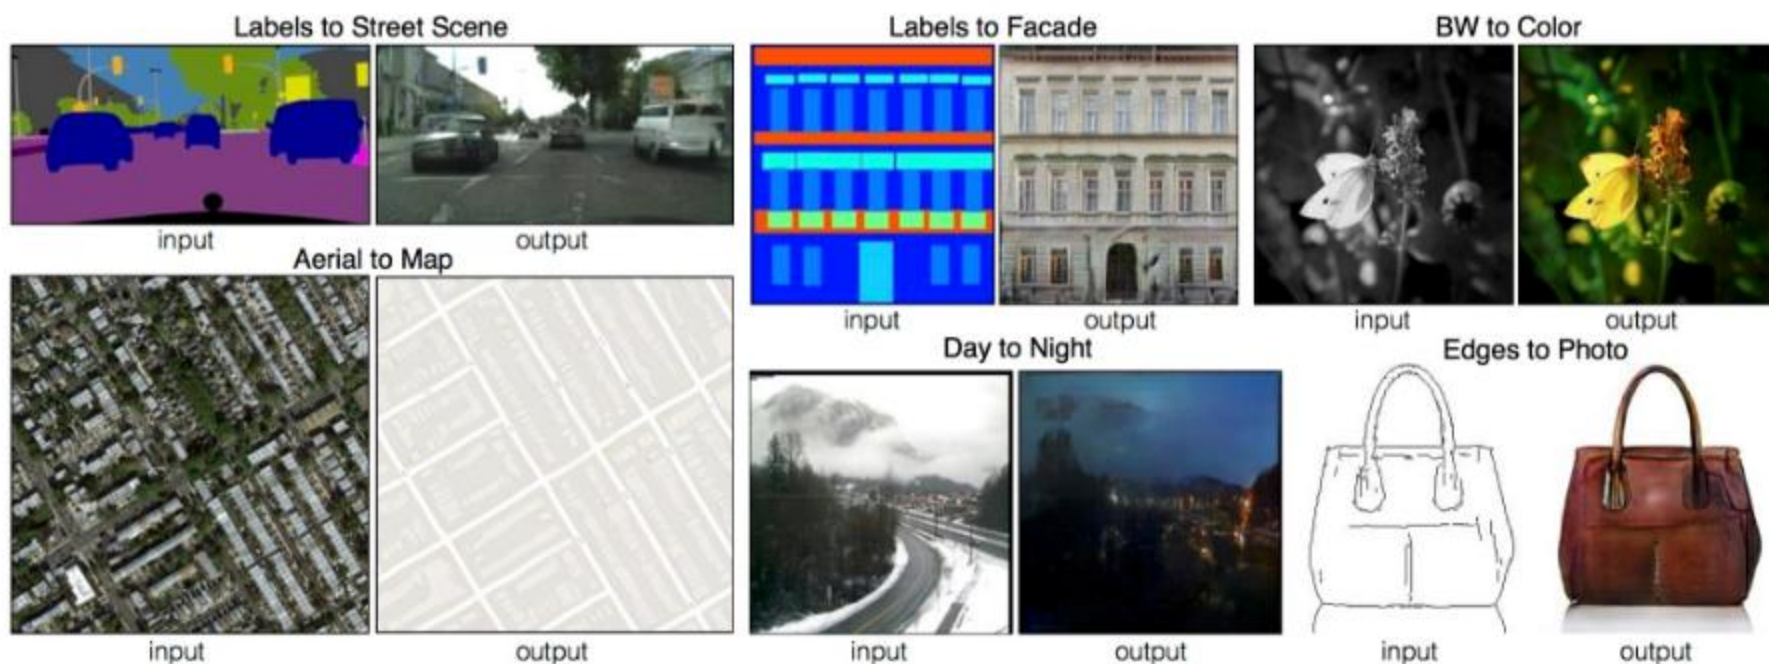 Labels to Street Scene
input
output
Aerial to Map
input
output
Labels to Facade
input
output
Day to Night
input
output
BW to Color
input
output
Edges to Photo
input
output